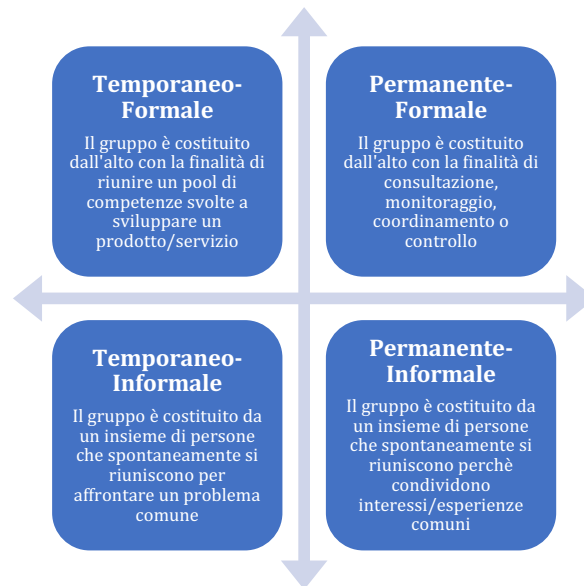 Temporaneo-
Formale
Il gruppo è costituito
dall'alto con la finalità di
riunire un pool di
competenze svolte a
sviluppare un
prodotto/servizio
Permanente-
Formale
Il gruppo è costituito
dall'alto con la finalità di
consultazione,
monitoraggio,
coordinamento o
controllo
Temporaneo-
Informale
Il gruppo è costituito da
un insieme di persone
che spontaneamente si
riuniscono per
affrontare un problema
comune
Permanente-
Informale
Il gruppo è costituito da
un insieme di persone
che spontaneamente si
riuniscono perchè
condividono
interessi/esperienze
comuni